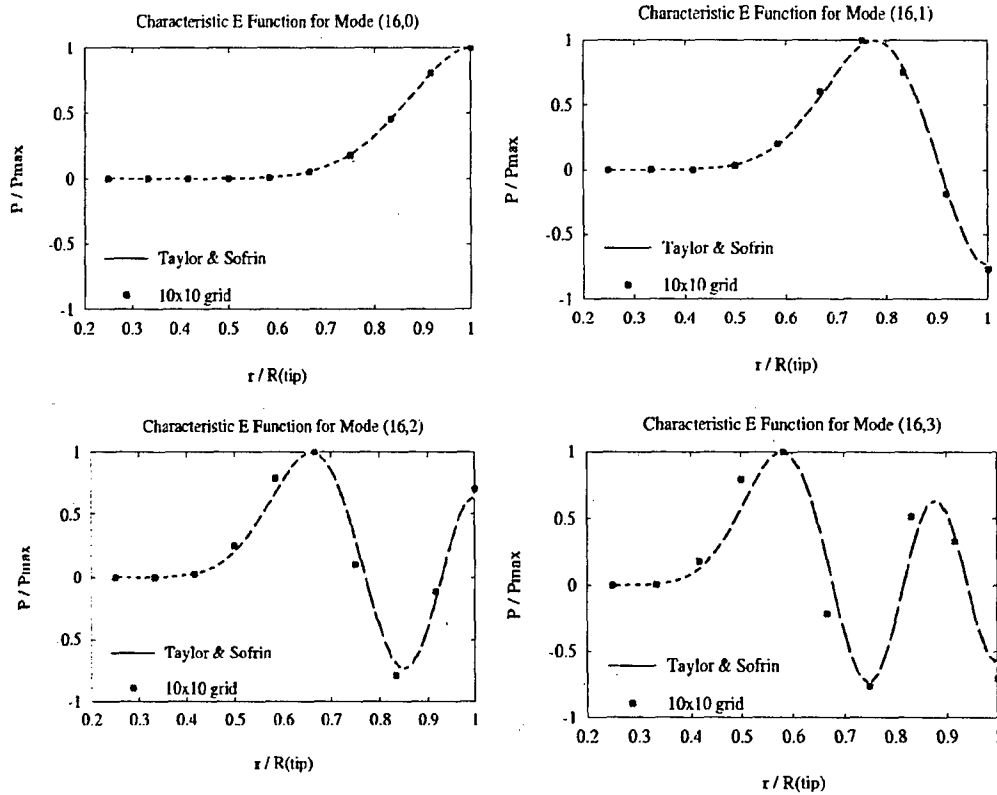 Characteristic E Function for Mode (16,0)
1
0.5
0
-0.5
-1
P / Pmax
Taylor & Sofrin
10x10 grid
0.2 0.3 0.4 0.5 0.6 0.7 0.8 0.9 1
r / R(tip)
Characteristic E Function for Mode (16,1)
1
0.5
0
-0.5
-1
P / Pmax
Taylor & Sofrin
10x10 grid
0.2 0.3 0.4 0.5 0.6 0.7 0.8 0.9 1
r / R(tip)
Characteristic E Function for Mode (16,2)
1
0.5
0
-0.5
-1
P / Pmax
Taylor & Sofrin
10x10 grid
0.2 0.3 0.4 0.5 0.6 0.7 0.8 0.9 1
r / R(tip)
Characteristic E Function for Mode (16,3)
1
0.5
0
-0.5
-1
P / Pmax
Taylor & Sofrin
10x10 grid
0.2 0.3 0.4 0.5 0.6 0.7 0.8 0.9
r / R(tip)